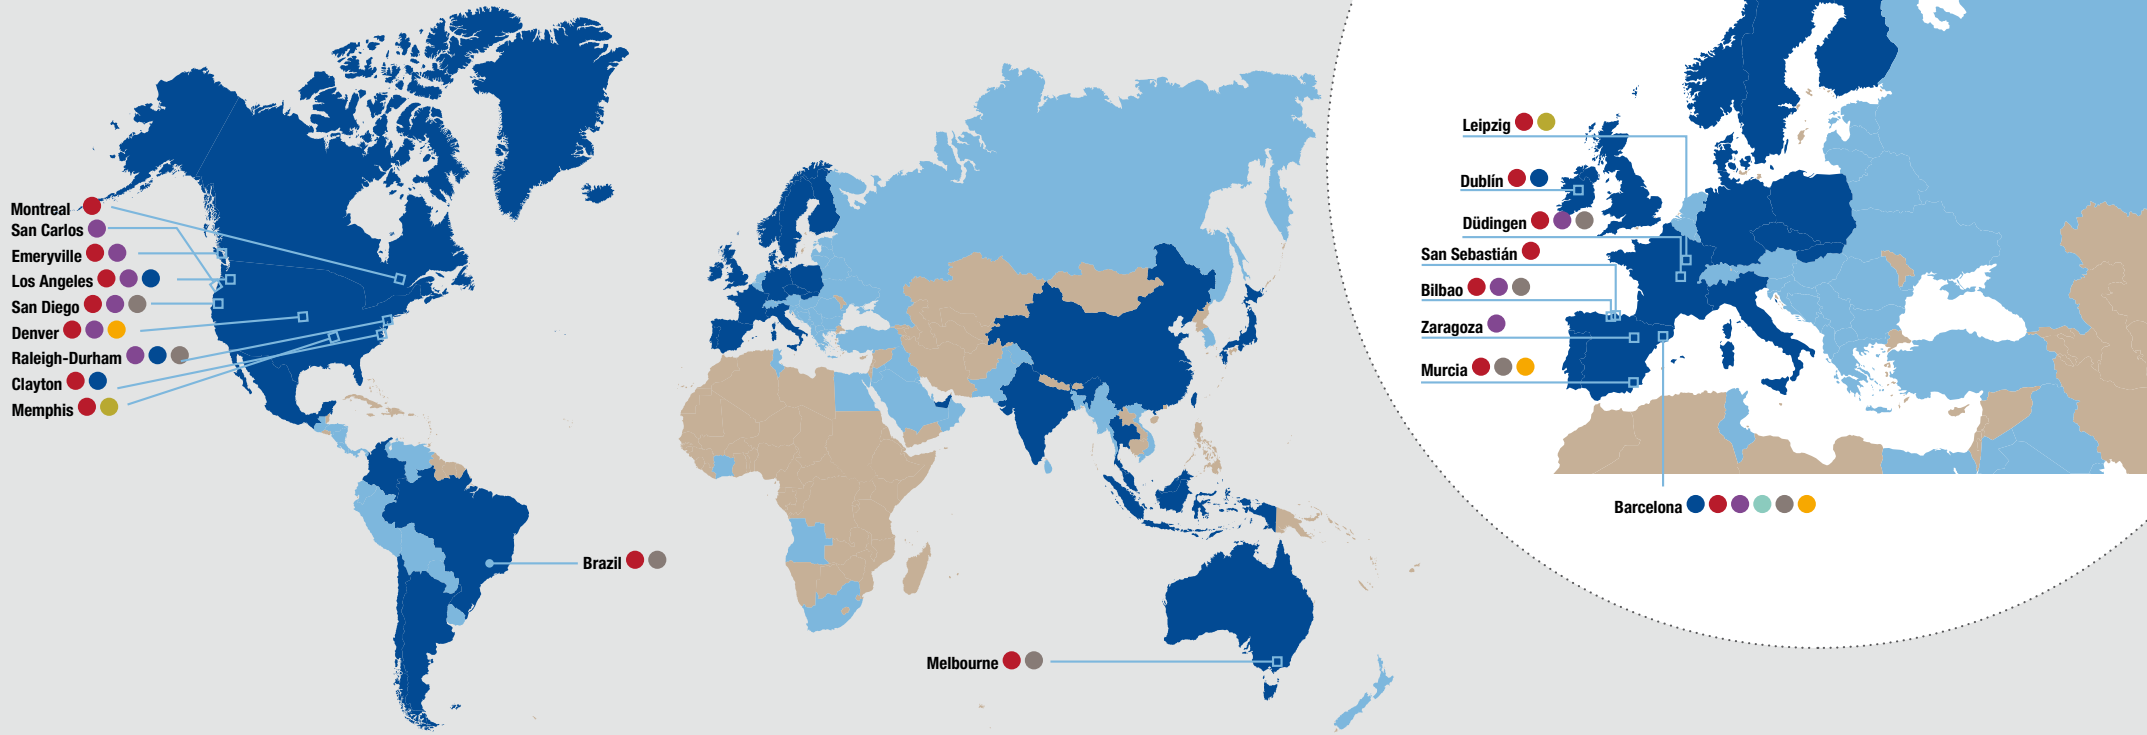 Montreal
San Carlos
Emeryville
Los Angeles
San Diego
Denver
Raleigh-Durham
Clayton
Memphis
Brazil
Melbourne
Leipzig
Dublín
Düdingen
San Sebastián
Bilbao
Zaragoza
Murcia
Barcelona